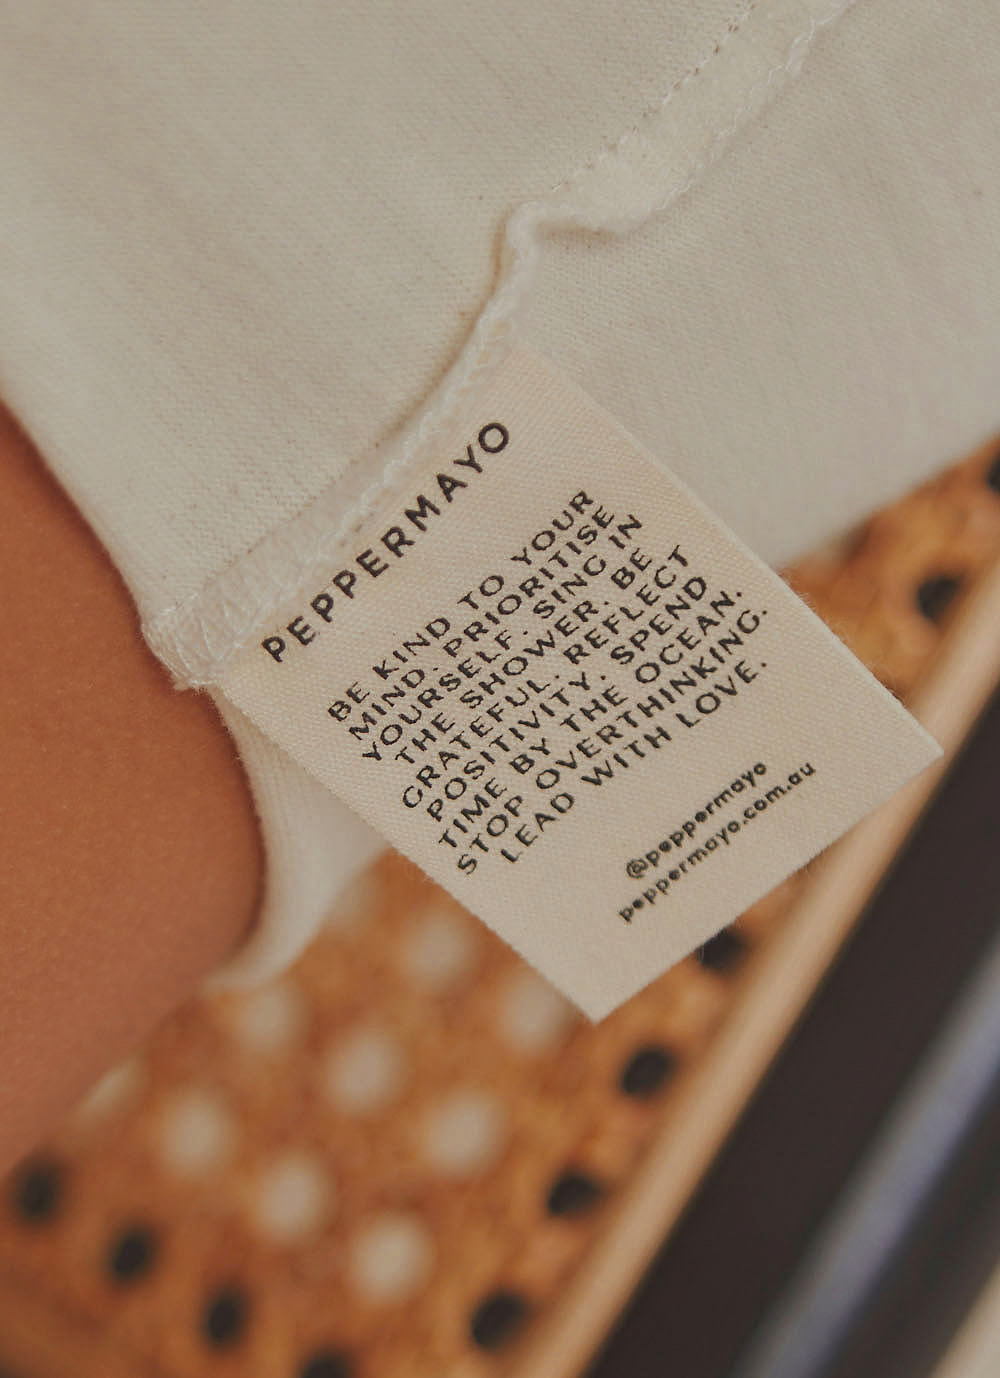 PEPPERMAYO
BE KIND TO YOUR
MIND. PRIORITISE
YOURSELF. SING IN
THE SHOWER. BE
GRATEFUL. REFLECT
POSITIVITY. SPEND
TIME BY THE OCEAN.
STOP OVERTHINKING.
LEAD WITH LOVE.
@peppermayo
peppermayo.com.au